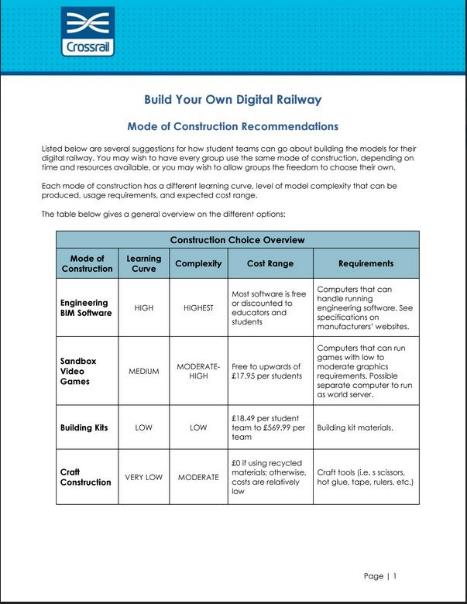 Crossrail
Build Your Own Digital Railway
Mode of Construction Recommendations
Listed below are several suggestions for how student teams can go about building the models for their
digital railway. You may wish to have every group use the same mode of construction, depending on
time and resources available, or you may wish to allow groups the freedom to choose their own.
Each mode of construction has a different learning curve, level of model complexity that can be
produced, usage requirements, and expected cost range.
The table below gives a general overview on the different options:
Construction Choice Overview
Mode of
Construction
Learning
Curve
Complexity
Cost Range
Requirements
Engineering
BIM Software
HIGH
HIGHEST
Most software is free
or discounted to
educators and
students
Computers that can
handle running
engineering software. See
specifications on
manufacturers' websites.
Sandbox
Video
Games
MEDIUM
MODERATE-
HIGH
Free to upwards of
£17.95 per students
Computers that can run
games with low to
moderate graphics
requirements. Possible
separate computer to run
as world server.
Building Kits
LOW
LOW
£18.49 per student
team to £569.99 per
team
Building kit materials.
Craft
Construction
VERY LOW
MODERATE
£0 if using recycled
materials; otherwise,
costs are relatively
low
Craft tools (i.e. s scissors,
hot glue, tape, rulers, etc.)
Page | 1